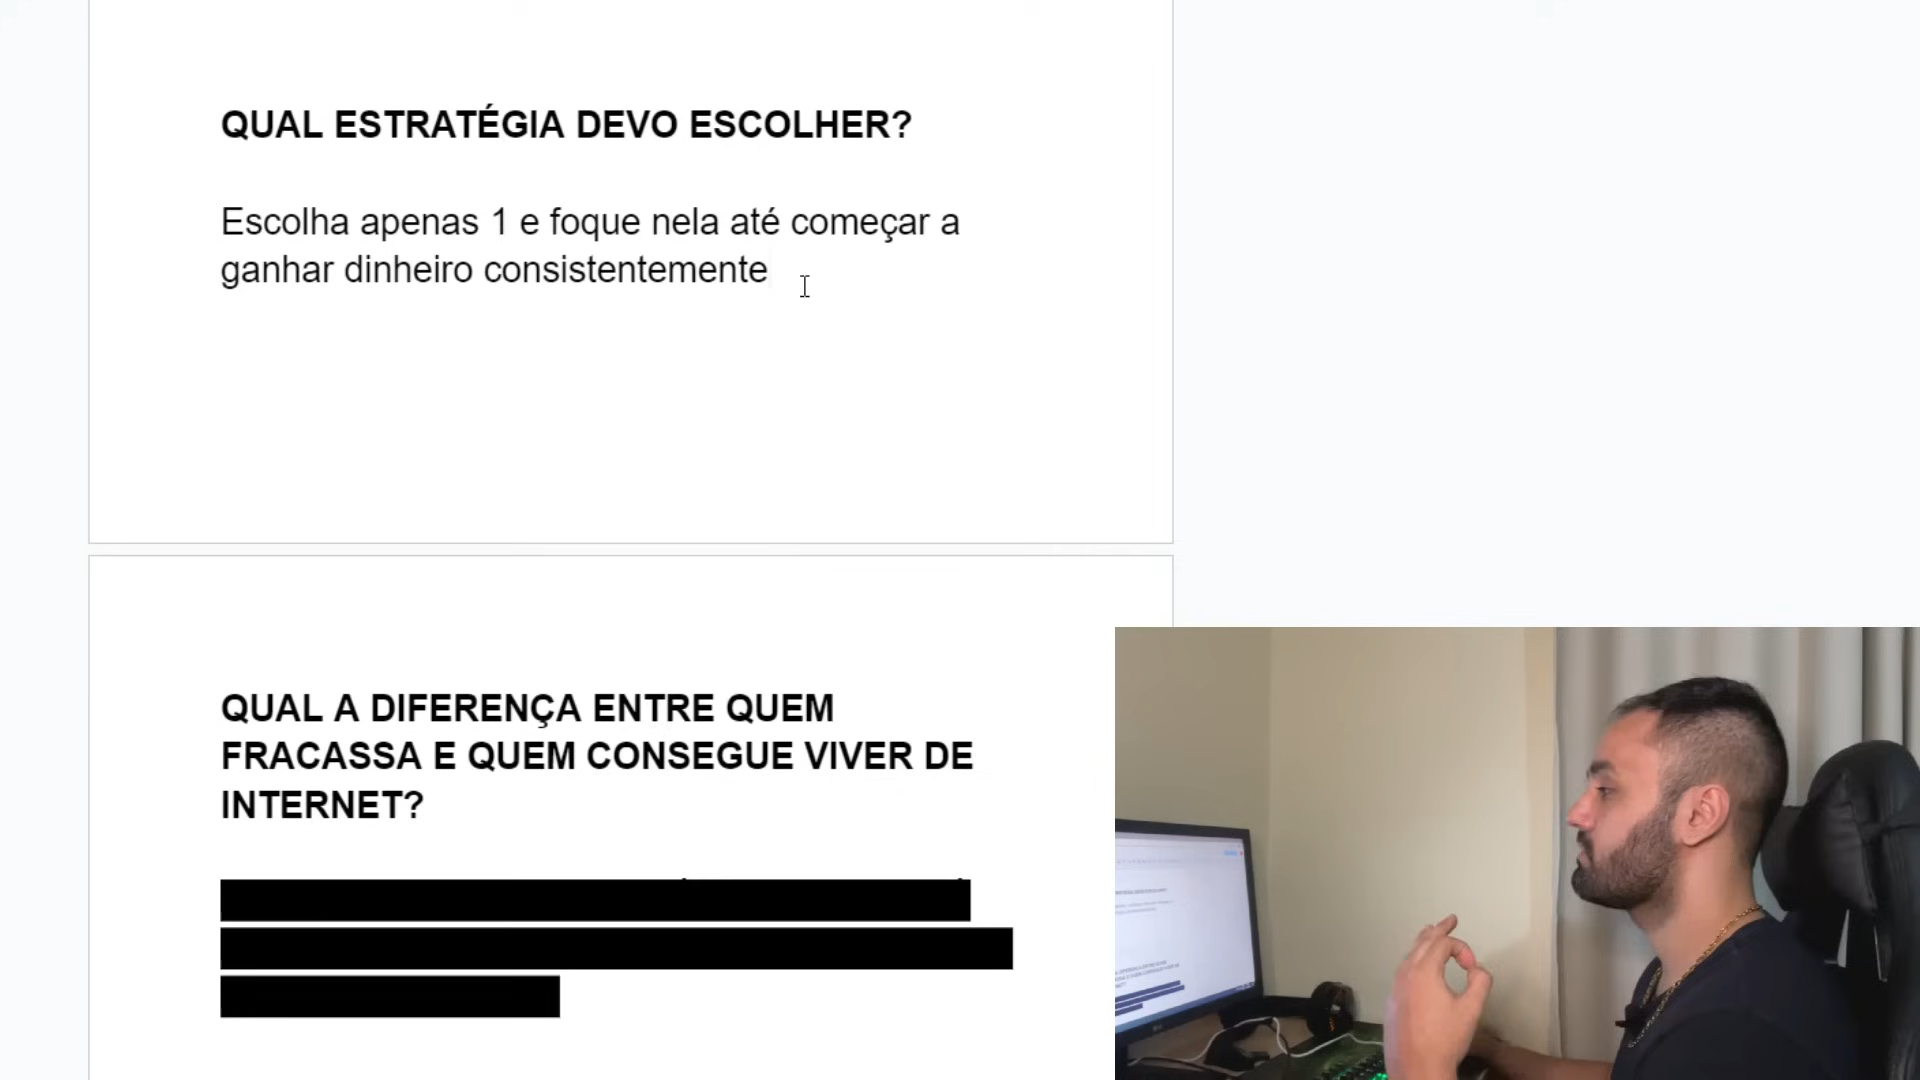 QUAL ESTRATÉGIA DEVO ESCOLHER?
Escolha apenas 1 e foque nela até começar a
ganhar dinheiro consistentemente
QUAL A DIFERENÇA ENTRE QUEM
FRACASSA E QUEM CONSEGUE VIVER DE
INTERNET?